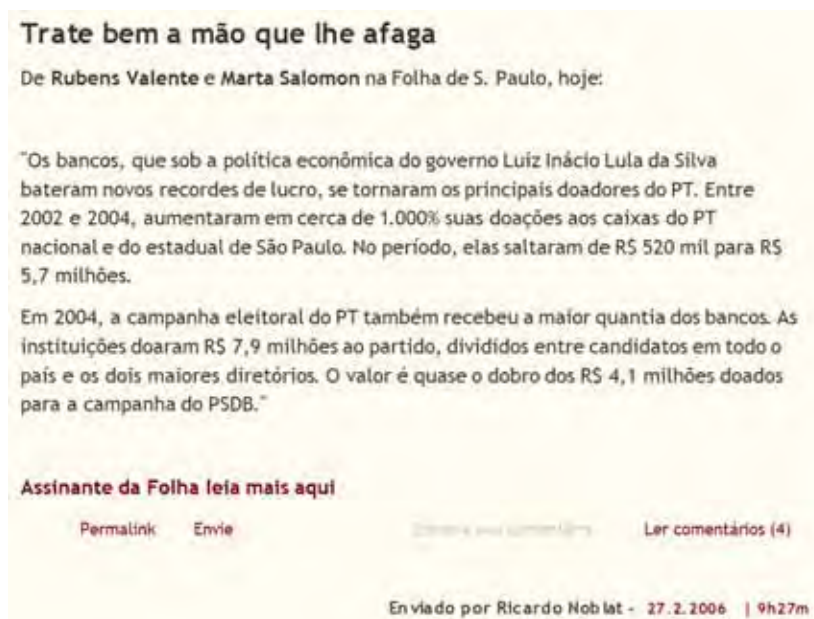 Trate bem a mão que lhe afaga
De Rubens Valente e Marta Salomon na Folha de S. Paulo, hoje:
"Os bancos, que sob a política econômica do governo Luiz Inácio Lula da Silva
bateram novos recordes de lucro, se tornaram os principais doadores do PT. Entre
2002 e 2004, aumentaram em cerca de 1.000% suas doações aos caixas do PT
nacional e do estadual de São Paulo. No período, elas saltaram de R$ 520 mil para R$
5,7 milhões.
Em 2004, a campanha eleitoral do PT também recebeu a maior quantia dos bancos. As
instituições doaram R$ 7,9 milhões ao partido, divididos entre candidatos em todo o
país e os dois maiores diretórios. O valor é quase o dobro dos R$ 4,1 milhões doados
para a campanha do PSDB."
Assinante da Folha leia mais aqui
Permalink Envie Ler comentários (4)
Enviado por Ricardo Noblat - 27.2.2006 | 9h27m